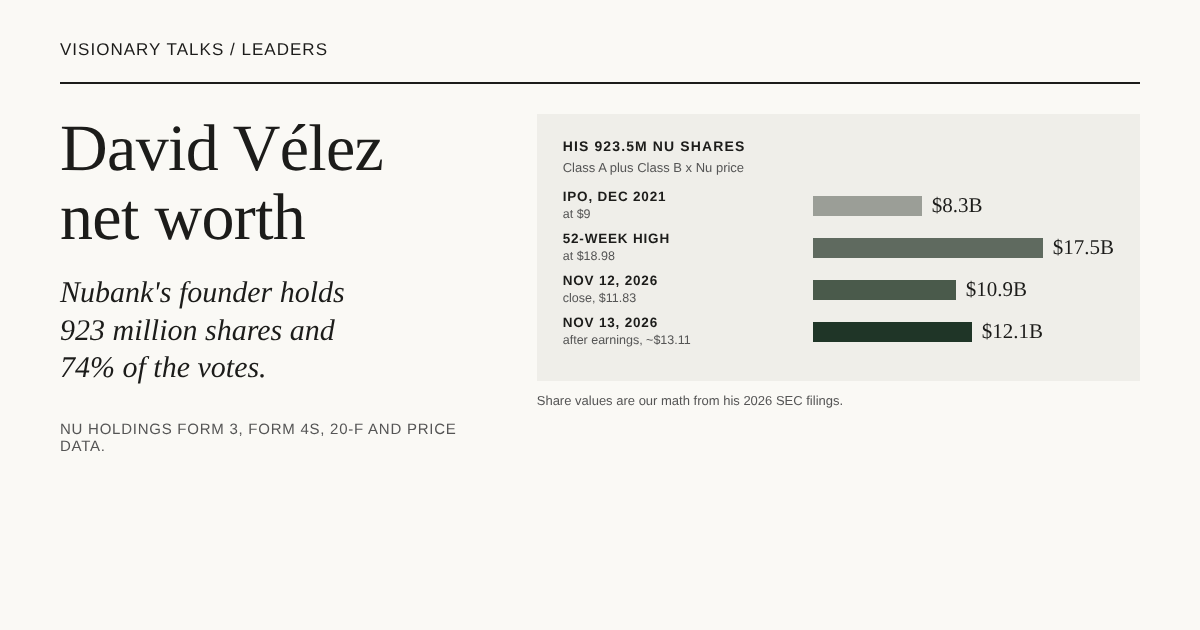 VISIONARY TALKS / LEADERS
David Vélez
net worth
Nubank's founder holds
923 million shares and
74% of the votes.
NU HOLDINGS FORM 3, FORM 4S, 20-F AND PRICE
DATA.
HIS 923.5M NU SHARES
Class A plus Class B x Nu price
IPO, DEC 2021
at $9
$8.3B
52-WEEK HIGH
at $18.98
$17.5B
NOV 12, 2026
close, $11.83
$10.9B
NOV 13, 2026
after earnings, ~$13.11
$12.1B
Share values are our math from his 2026 SEC filings.